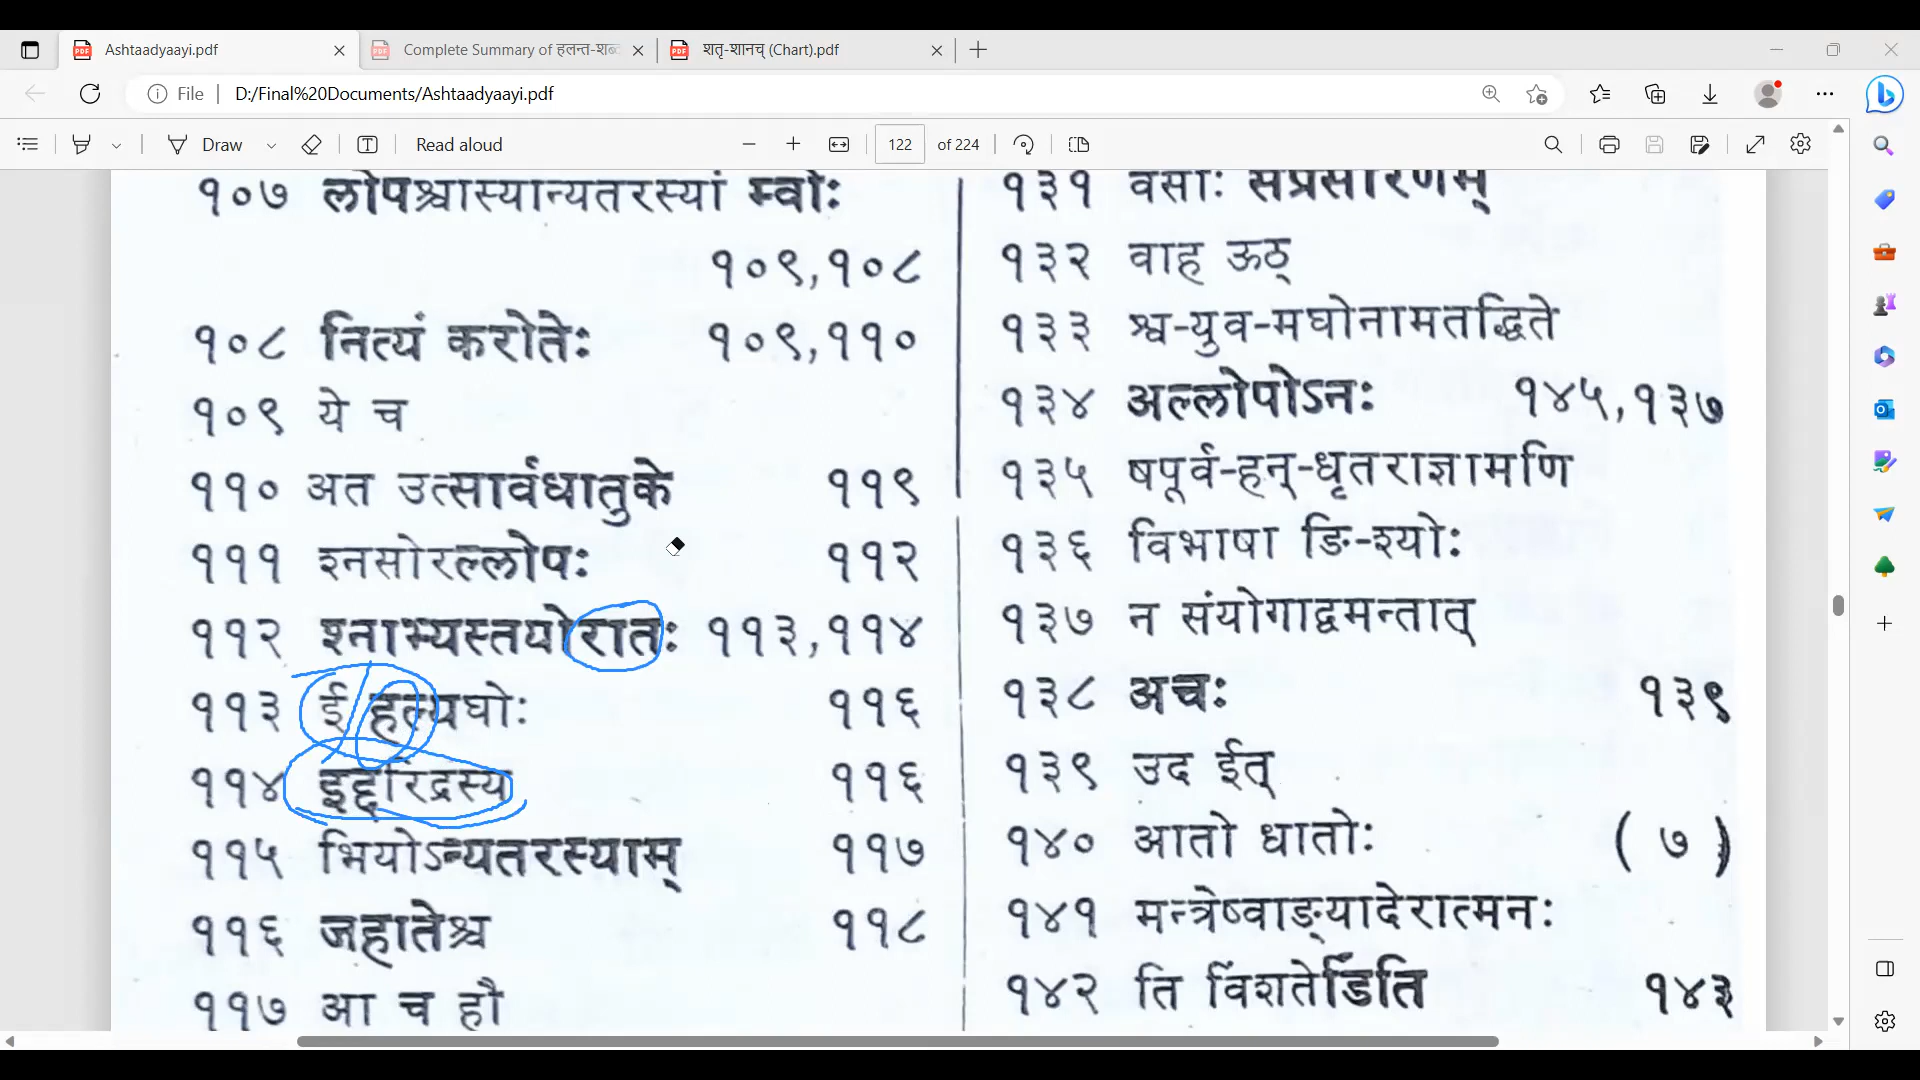 Ashtaadyaayi.pdf
Complete Summary of हलन्त-शब्द
शतृ-शानच् (Chart).pdf
File
D:/Final%20Documents/Ashtaadyaayi.pdf
Draw
Read aloud
122
of 224
१०७ लोपश्चास्यान्यतरस्यां म्वोः
१०९,१०८
१०८ नित्यं करोतेः १०९,११०
१०९ ये च
११० अत उत्सार्वधातुके ११९
१११ श्नसोरल्लोपः ११२
११२ श्नाभ्यस्तयोरातः ११३,११४
११३ ई हल्यघोः ११६
११४ इद्दरिद्रस्य ११६
११५ भियोऽन्यतरस्याम् ११७
११६ जहातेश्च ११८
११७ आ च हौ
१३१ वसोः संप्रसारणम्
१३२ वाह ऊठ्
१३३ श्व-युव-मघोनामतद्धिते
१३४ अल्लोपोऽनः १४५,१३७
१३५ षपूर्व-हन्-धृतराज्ञामणि
१३६ विभाषा ङि-श्योः
१३७ न संयोगाद्वमन्तात्
१३८ अचः १३९
१३९ उद ईत्
१४० आतो धातोः ( ७ )
१४१ मन्त्रेष्वाङ्यादेरात्मनः
१४२ ति विंशतेर्डिति १४३